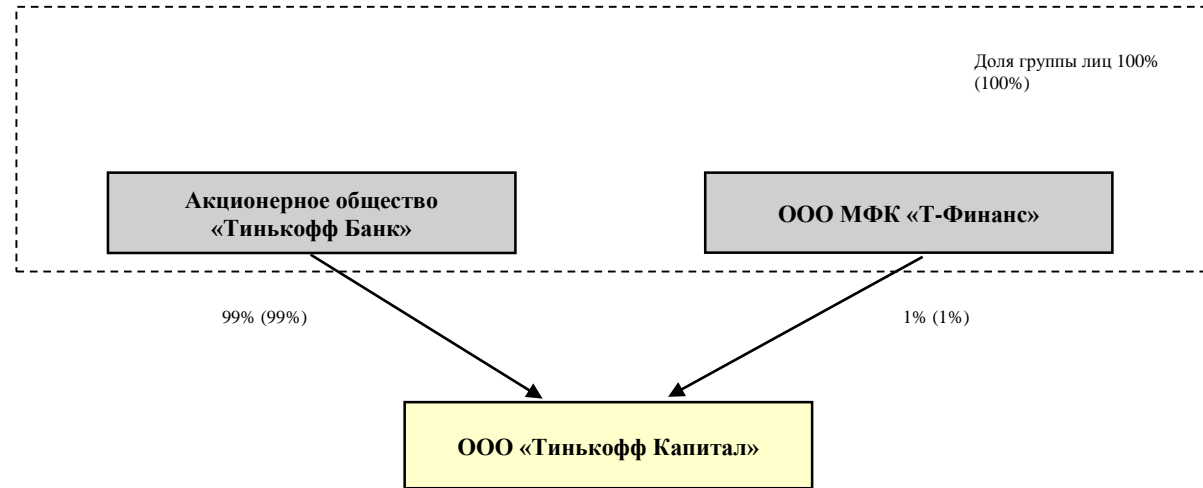 Доля группы лиц 100%
(100%)
Акционерное общество
«Тинькофф Банк»
ООО МФК «Т-Финанс»
99% (99%)
1% (1%)
ООО «Тинькофф Капитал»